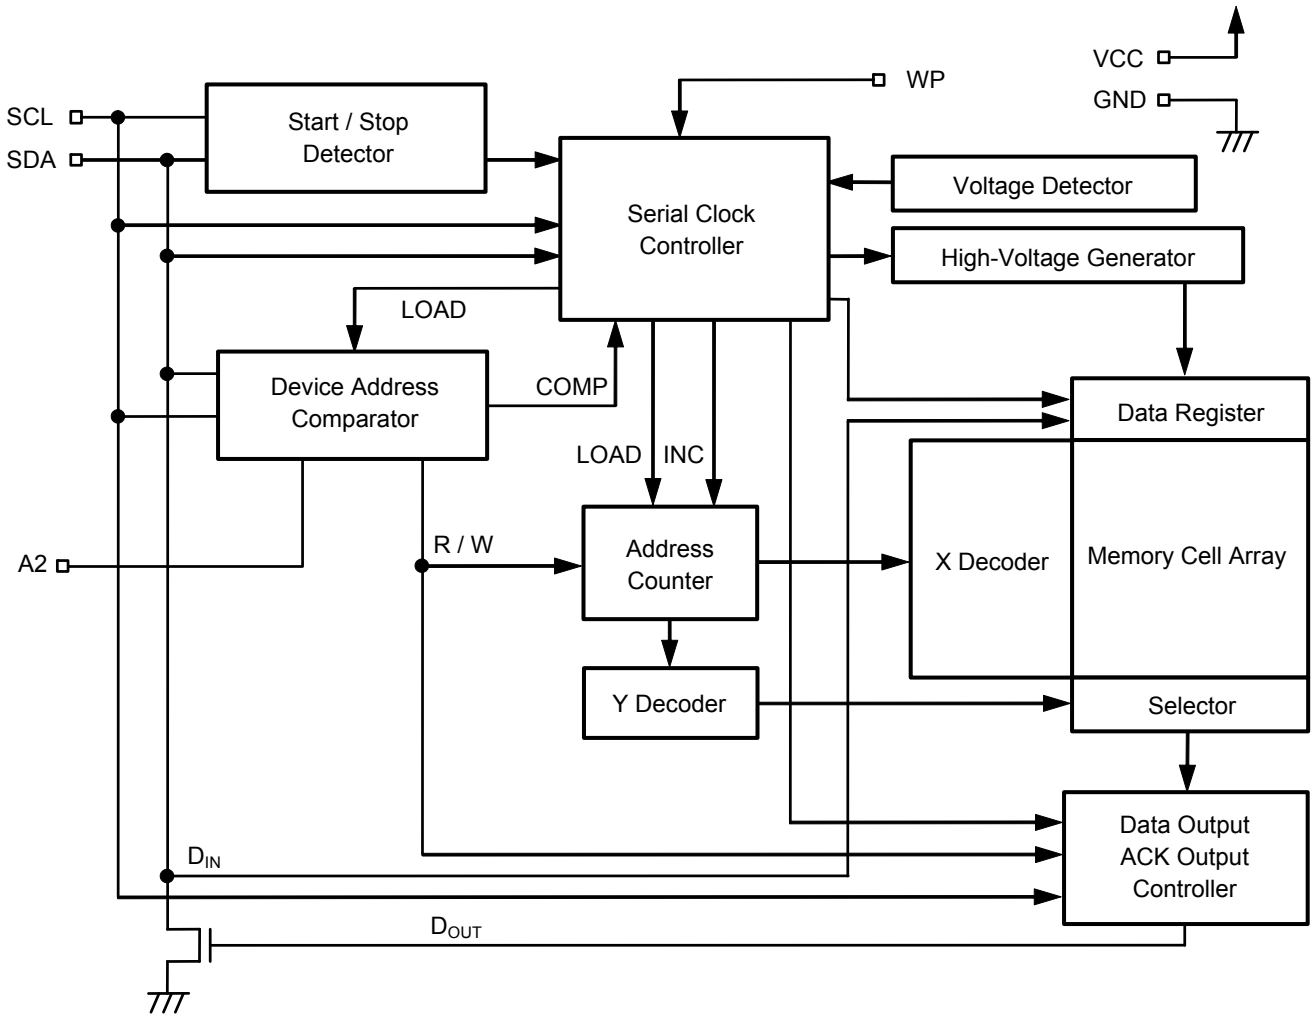 VCC
WP
GND
SCL
Start / Stop
Detector
SDA
Voltage Detector
Serial Clock
Controller
High-Voltage Generator
LOAD
Device Address
Comparator
COMP
Data Register
LOAD
INC
R / W
Address
Counter
X Decoder
Memory Cell Array
A2
Y Decoder
Selector
Data Output
ACK Output
Controller
DIN
DOUT